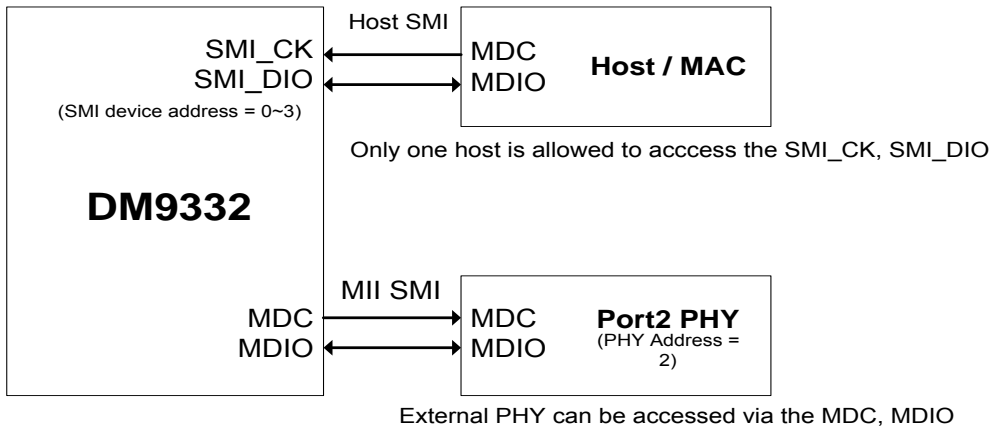 Host SMI
SMI_CK
MDC
SMI_DIO
MDIO
Host / MAC
(SMI device address = 0~3)
Only one host is allowed to acccess the SMI_CK, SMI_DIO
DM9332
MII SMI
MDC
MDC
MDIO
MDIO
Port2 PHY
(PHY Address =
2)
External PHY can be accessed via the MDC, MDIO